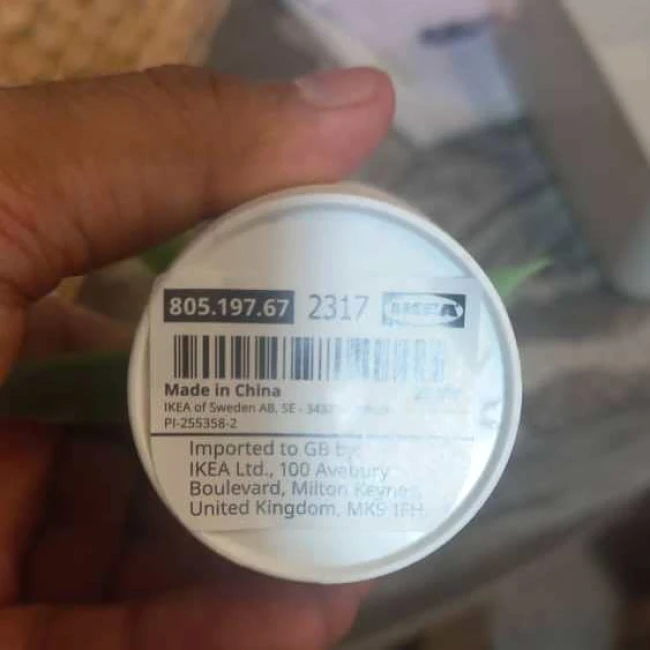 805.197.67 2317 IKEA
Made in China
IKEA of Sweden AB, SE - 343
PI-255358-2
Imported to GB by:
IKEA Ltd., 100 Avebury
Boulevard, Milton Keynes,
United Kingdom, MK9 1FH.